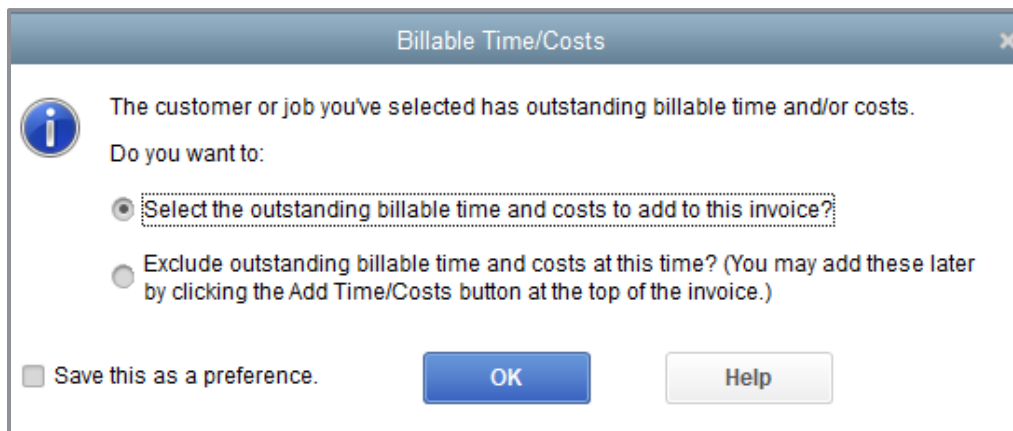 Billable Time/Costs
The customer or job you've selected has outstanding billable time and/or costs.
Do you want to:
Select the outstanding billable time and costs to add to this invoice?
Exclude outstanding billable time and costs at this time? (You may add these later
by clicking the Add Time/Costs button at the top of the invoice.)
Save this as a preference.
OK
Help